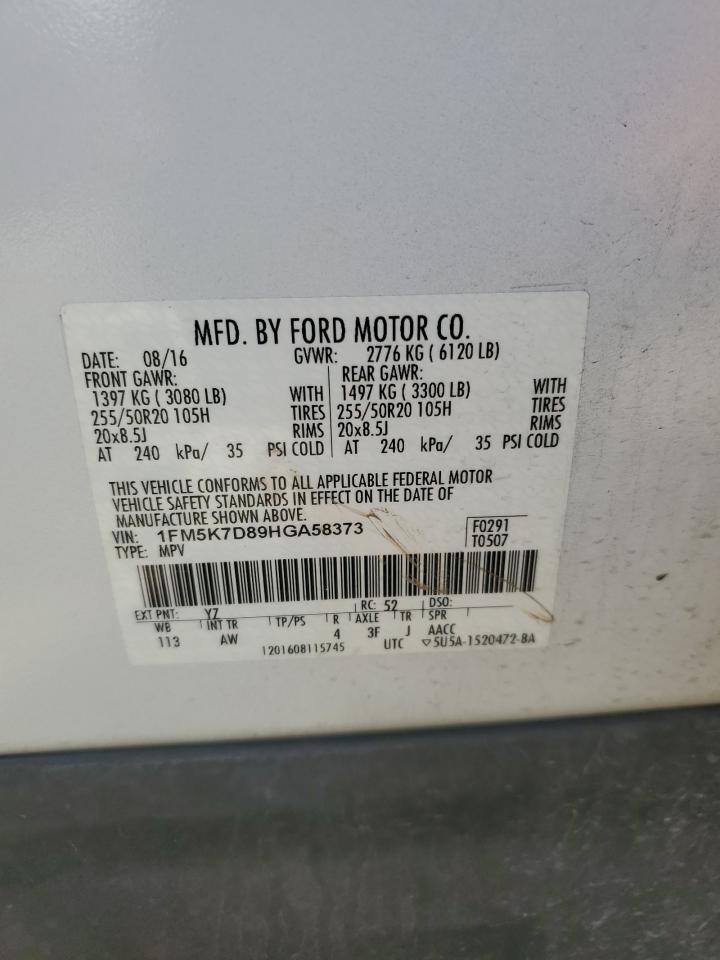 MFD. BY FORD MOTOR CO.
DATE: 08/16 GVWR: 2776 KG ( 6120 LB)
FRONT GAWR: REAR GAWR:
1397 KG ( 3080 LB) WITH 1497 KG ( 3300 LB) WITH
255/50R20 105H TIRES 255/50R20 105H TIRES
20x8.5J RIMS 20x8.5J RIMS
AT 240 kPa/ 35 PSI COLD AT 240 kPa/ 35 PSI COLD
THIS VEHICLE CONFORMS TO ALL APPLICABLE FEDERAL MOTOR
VEHICLE SAFETY STANDARDS IN EFFECT ON THE DATE OF
MANUFACTURE SHOWN ABOVE.
VIN: 1FM5K7D89HGA58373 F0291
TYPE: MPV T0507
EXT PNT: YZ RC: 52 DSO:
WB INT TR TP/PS R AXLE TR SPR
113 AW 4 3F J AACC
1201608115745 UTC ▽5U5A-1520472-BA